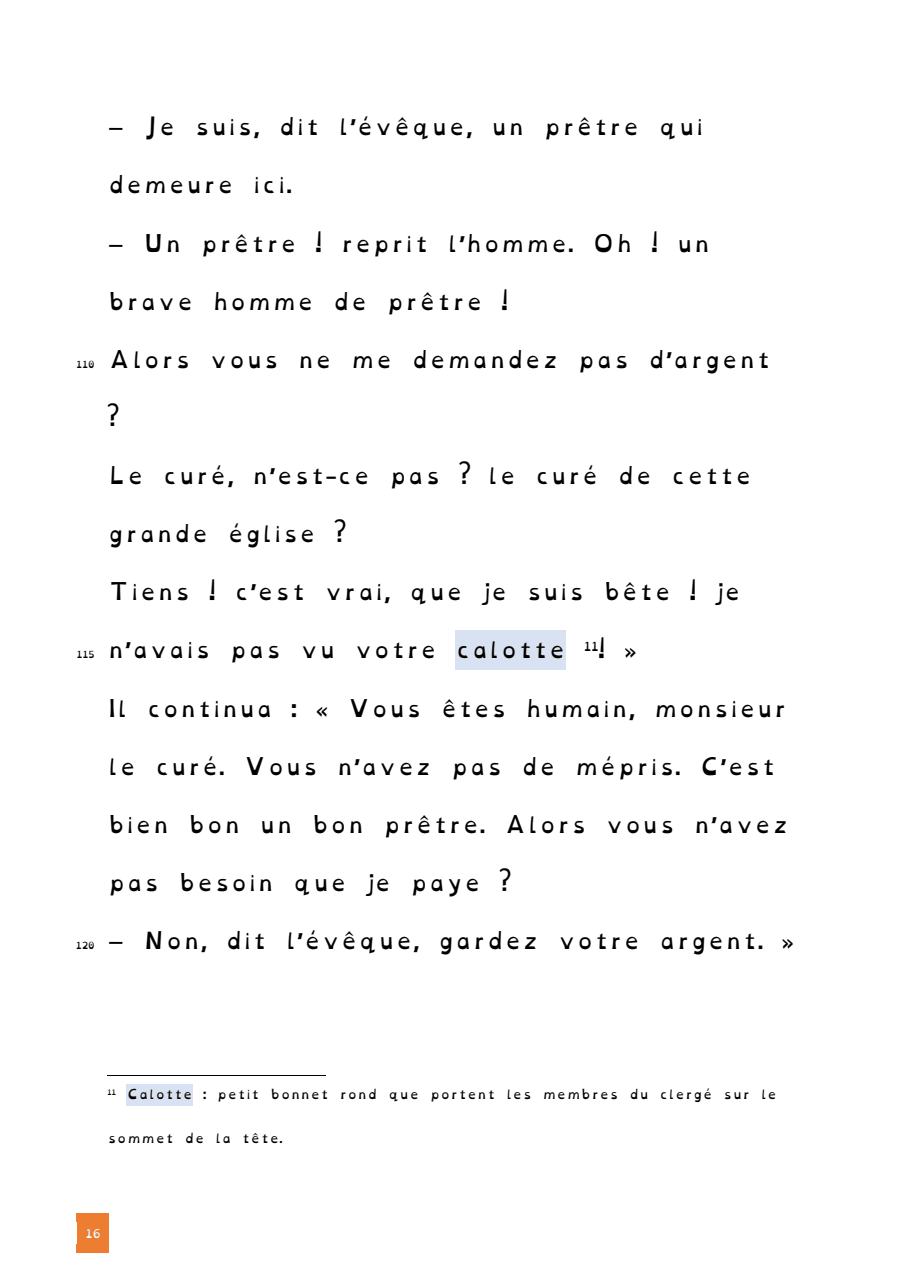 – Je suis, dit l’évêque, un prêtre qui
demeure ici.
– Un prêtre ! reprit l’homme. Oh ! un
brave homme de prêtre !
110 Alors vous ne me demandez pas d’argent
?
Le curé, n’est-ce pas ? le curé de cette
grande église ?
Tiens ! c’est vrai, que je suis bête ! je
115 n’avais pas vu votre calotte ¹¹! »
Il continua : « Vous êtes humain, monsieur
le curé. Vous n’avez pas de mépris. C’est
bien bon un bon prêtre. Alors vous n’avez
pas besoin que je paye ?
120 – Non, dit l’évêque, gardez votre argent. »
¹¹ Calotte : petit bonnet rond que portent les membres du clergé sur le
sommet de la tête.
16